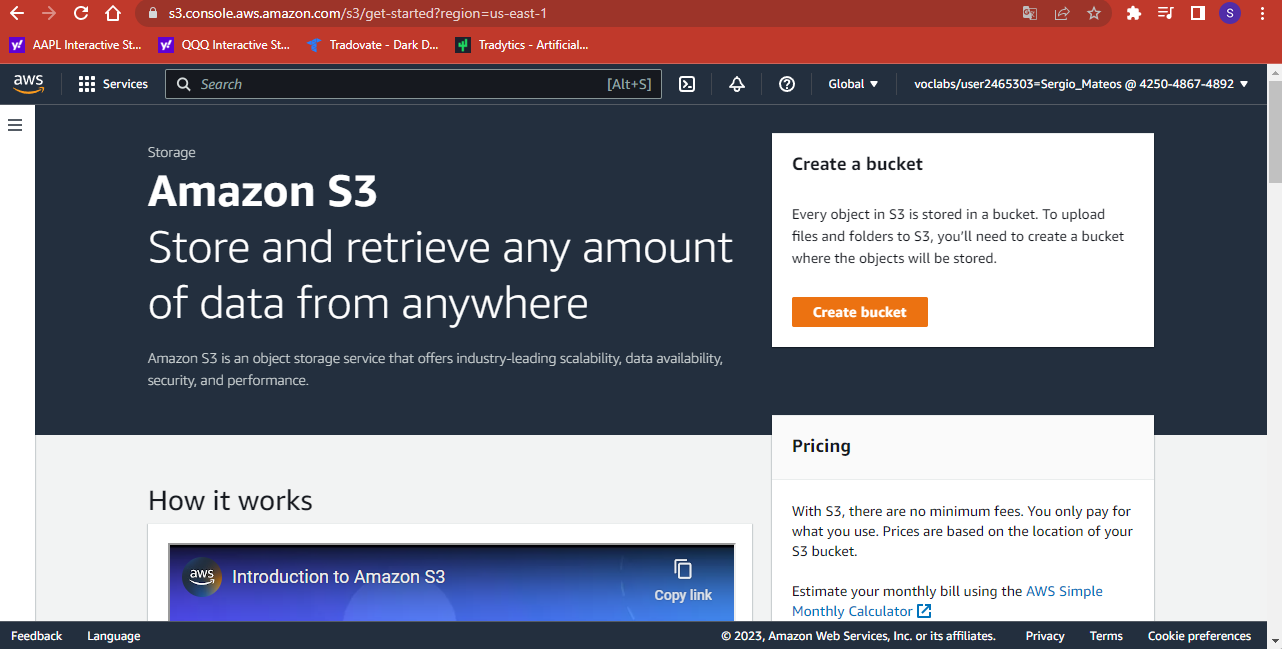 s3.console.aws.amazon.com/s3/get-started?region=us-east-1
S
AAPL Interactive St...
QQQ Interactive St...
Tradovate - Dark D...
Tradytics - Artificial...
aws
Services
Search
[Alt+S]
Global
voclabs/user2465303=Sergio_Mateos @ 4250-4867-4892
Storage
Amazon S3
Store and retrieve any amount
of data from anywhere
Amazon S3 is an object storage service that offers industry-leading scalability, data availability,
security, and performance.
Create a bucket
Every object in S3 is stored in a bucket. To upload
files and folders to S3, you'll need to create a bucket
where the objects will be stored.
Create bucket
How it works
aws
Introduction to Amazon S3
Copy link
Pricing
With S3, there are no minimum fees. You only pay for
what you use. Prices are based on the location of your
S3 bucket.
Estimate your monthly bill using the AWS Simple
Monthly Calculator
Feedback
Language
© 2023, Amazon Web Services, Inc. or its affiliates.
Privacy
Terms
Cookie preferences